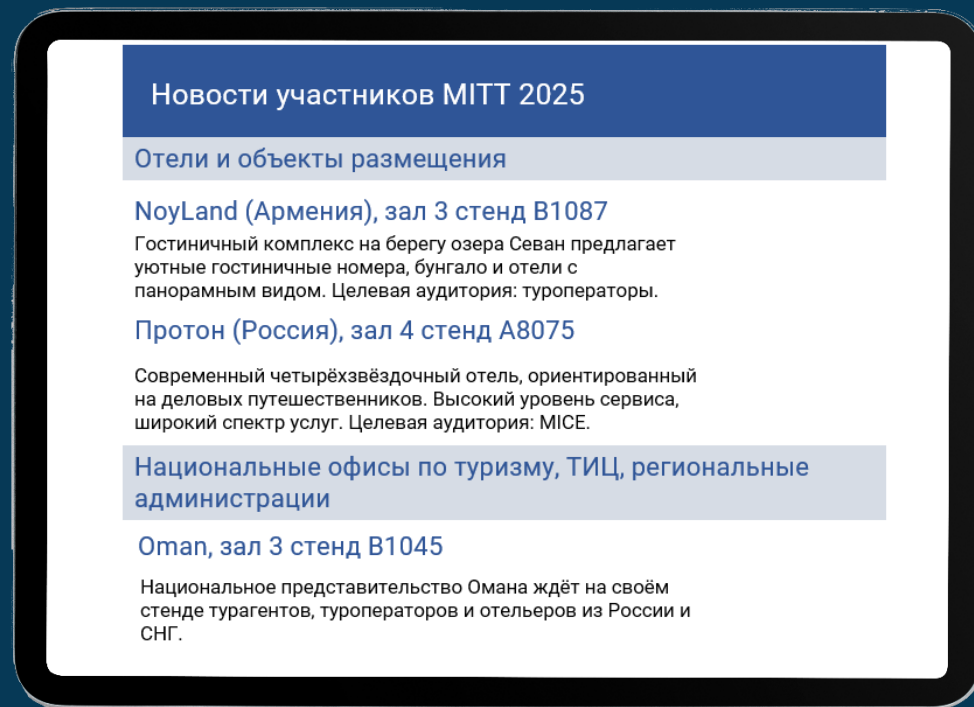 Новости участников MITT 2025
Отели и объекты размещения
NoyLand (Армения), зал 3 стенд B1087
Гостиничный комплекс на берегу озера Севан предлагает
уютные гостиничные номера, бунгало и отели с
панорамным видом. Целевая аудитория: туроператоры.
Протон (Россия), зал 4 стенд A8075
Современный четырёхзвёздочный отель, ориентированный
на деловых путешественников. Высокий уровень сервиса,
широкий спектр услуг. Целевая аудитория: MICE.
Национальные офисы по туризму, ТИЦ, региональные
администрации
Oman, зал 3 стенд B1045
Национальное представительство Омана ждёт на своём
стенде турагентов, туроператоров и отельеров из России и
СНГ.